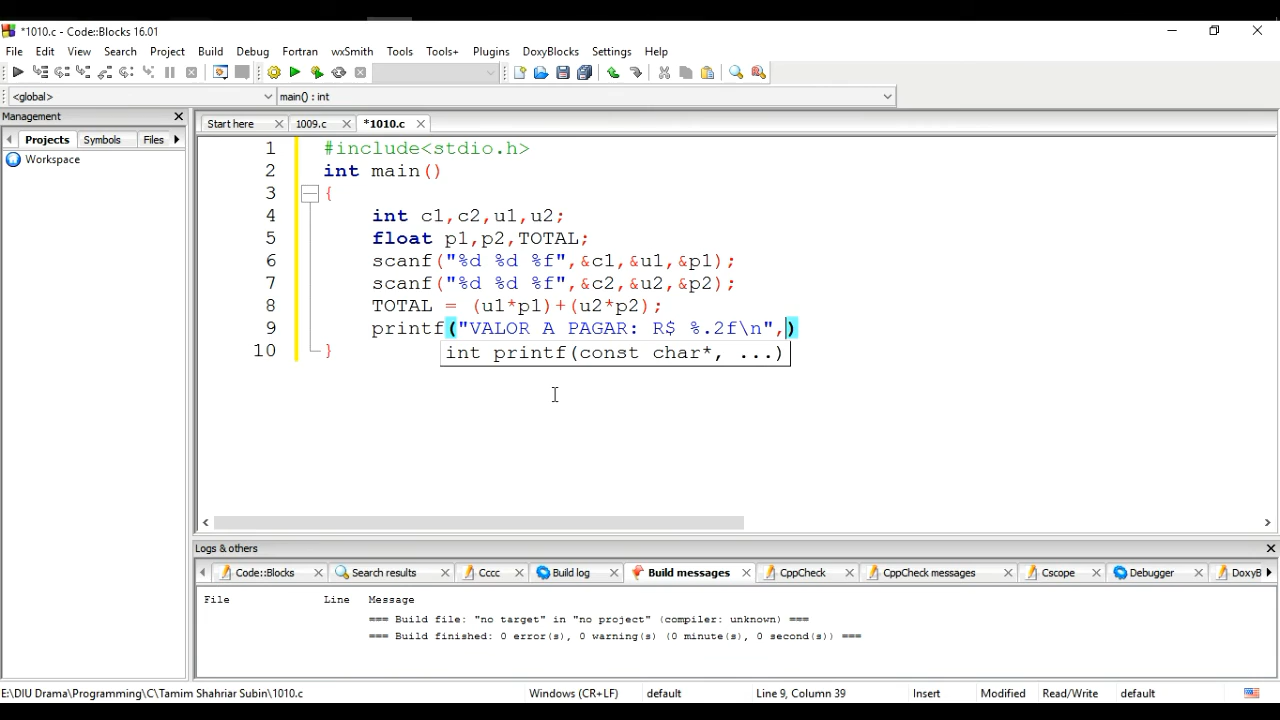 *1010.c - Code::Blocks 16.01
File Edit View Search Project Build Debug Fortran wxSmith Tools Tools+ Plugins DoxyBlocks Settings Help
<global> main() : int
Management
Projects Symbols Files
Workspace
Start here 1009.c *1010.c
1 #include<stdio.h>
2 int main()
3 {
4 int c1,c2,u1,u2;
5 float p1,p2,TOTAL;
6 scanf("%d %d %f",&c1,&u1,&p1);
7 scanf("%d %d %f",&c2,&u2,&p2);
8 TOTAL = (u1*p1)+(u2*p2);
9 printf("VALOR A PAGAR: R$ %.2f\n",)
int printf(const char*, ...)
10 }
Logs & others
Code::Blocks Search results Cccc Build log Build messages CppCheck CppCheck messages Cscope Debugger DoxyB
File Line Message
=== Build file: "no target" in "no project" (compiler: unknown) ===
=== Build finished: 0 error(s), 0 warning(s) (0 minute(s), 0 second(s)) ===
E:\DIU Drama\Programming\C\Tamim Shahriar Subin\1010.c Windows (CR+LF) default Line 9, Column 39 Insert Modified Read/Write default